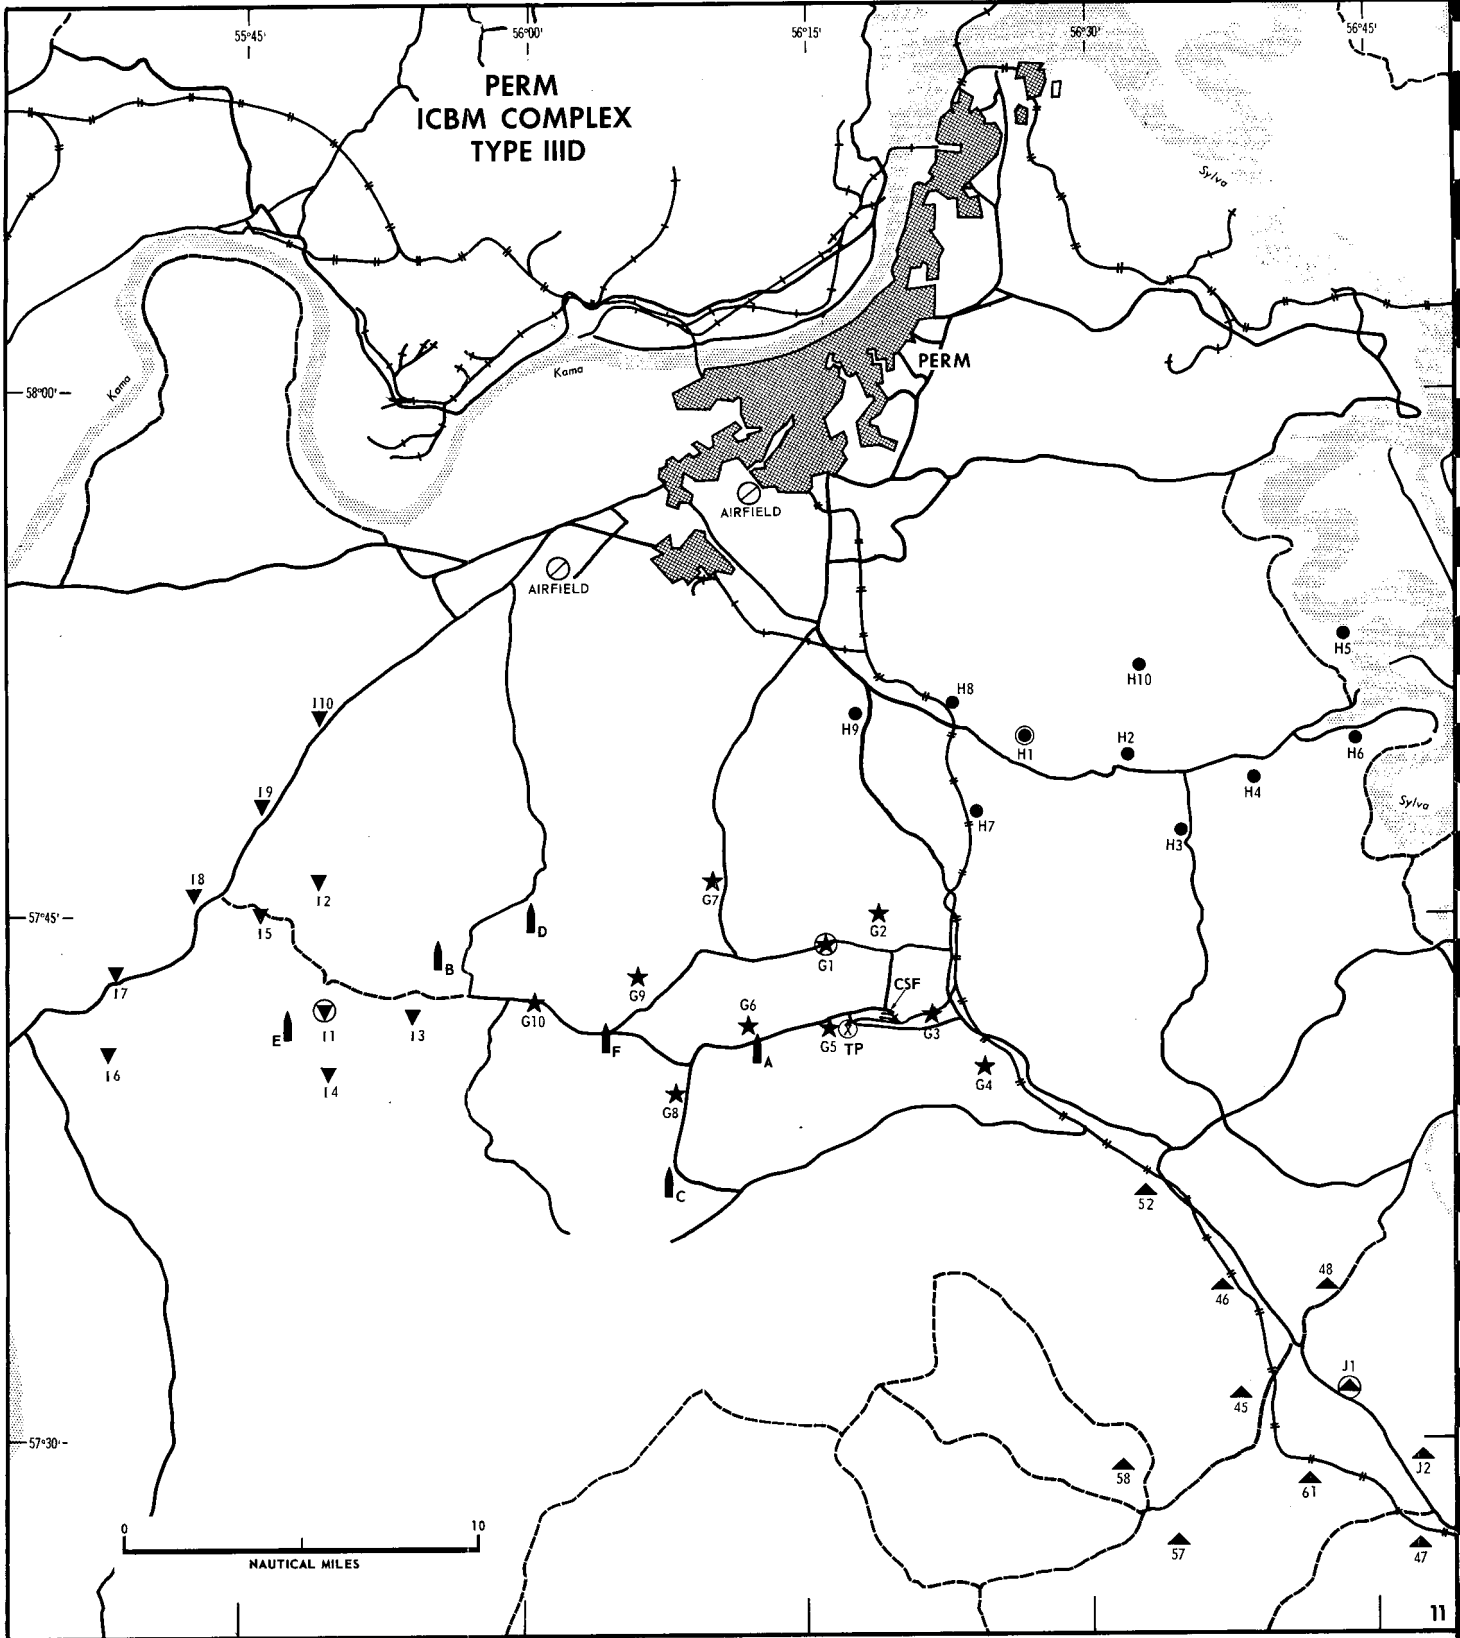 55°45'
56°00'
56°15'
56°30'
56°45'
PERM
ICBM COMPLEX
TYPE IIID
Sylva
Kama
Kama
PERM
58°00'
AIRFIELD
AIRFIELD
H5
H10
H8
H9
H1
H2
H6
H4
H7
H3
Sylva
I10
I9
I8
I2
I5
I7
57°45'
D
B
G7
G2
G1
G9
CSF
G10
G6
G5
TP
G3
F
A
E
I1
I3
I6
I4
G4
G8
C
52
46
48
J1
45
57°30'
58
61
J2
57
47
0
10
NAUTICAL MILES
11